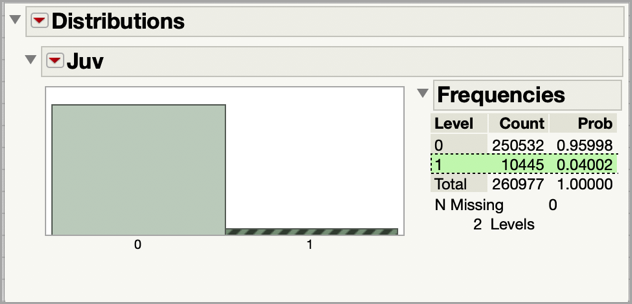 Distributions
Juv
0 1
Frequencies
Level Count Prob
0 250532 0.95998
1 10445 0.04002
Total 260977 1.00000
N Missing 0
2 Levels